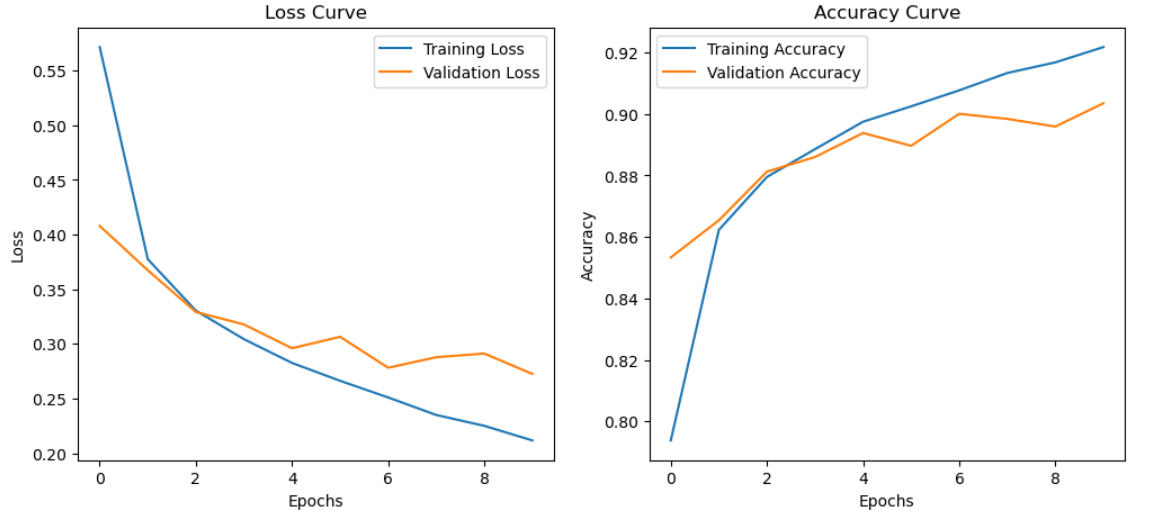 Loss Curve
Training Loss
Validation Loss
0.55
0.50
0.45
0.40
0.35
0.30
0.25
0.20
Loss
0 2 4 6 8
Epochs
Accuracy Curve
Training Accuracy
Validation Accuracy
0.92
0.90
0.88
0.86
0.84
0.82
0.80
Accuracy
0 2 4 6 8
Epochs